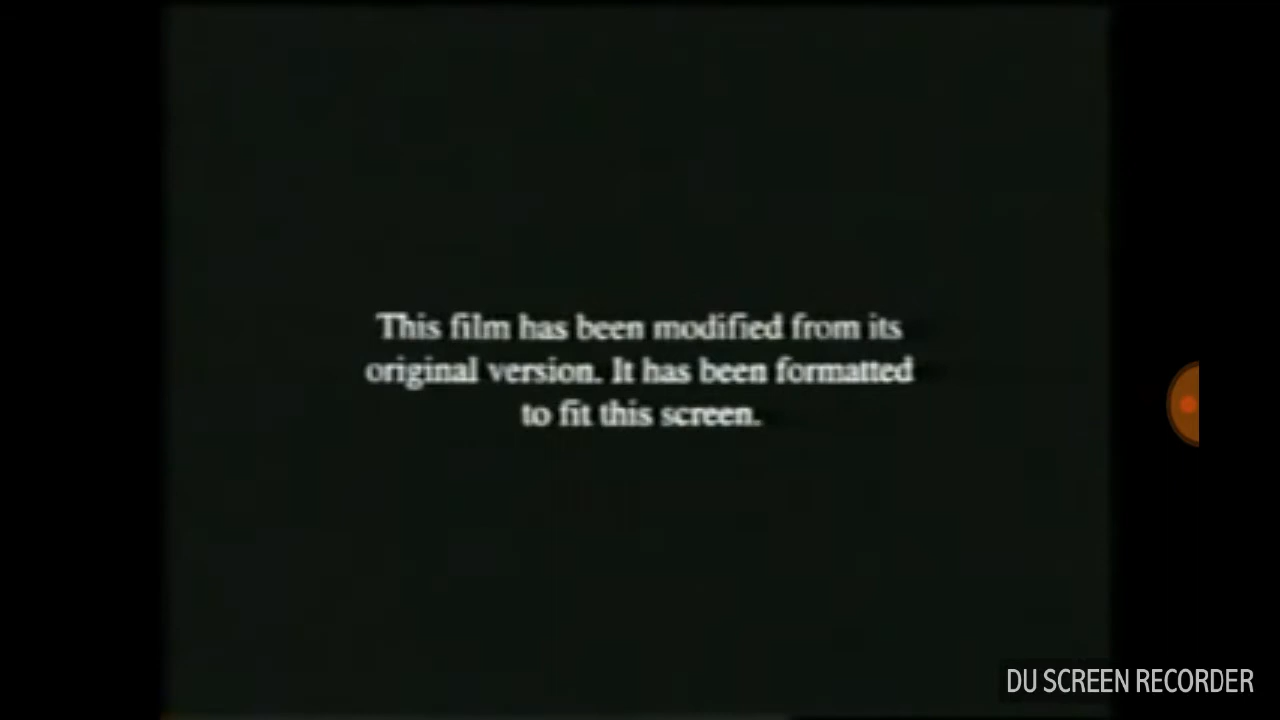 This film has been modified from its
original version. It has been formatted
to fit this screen.
DU SCREEN RECORDER